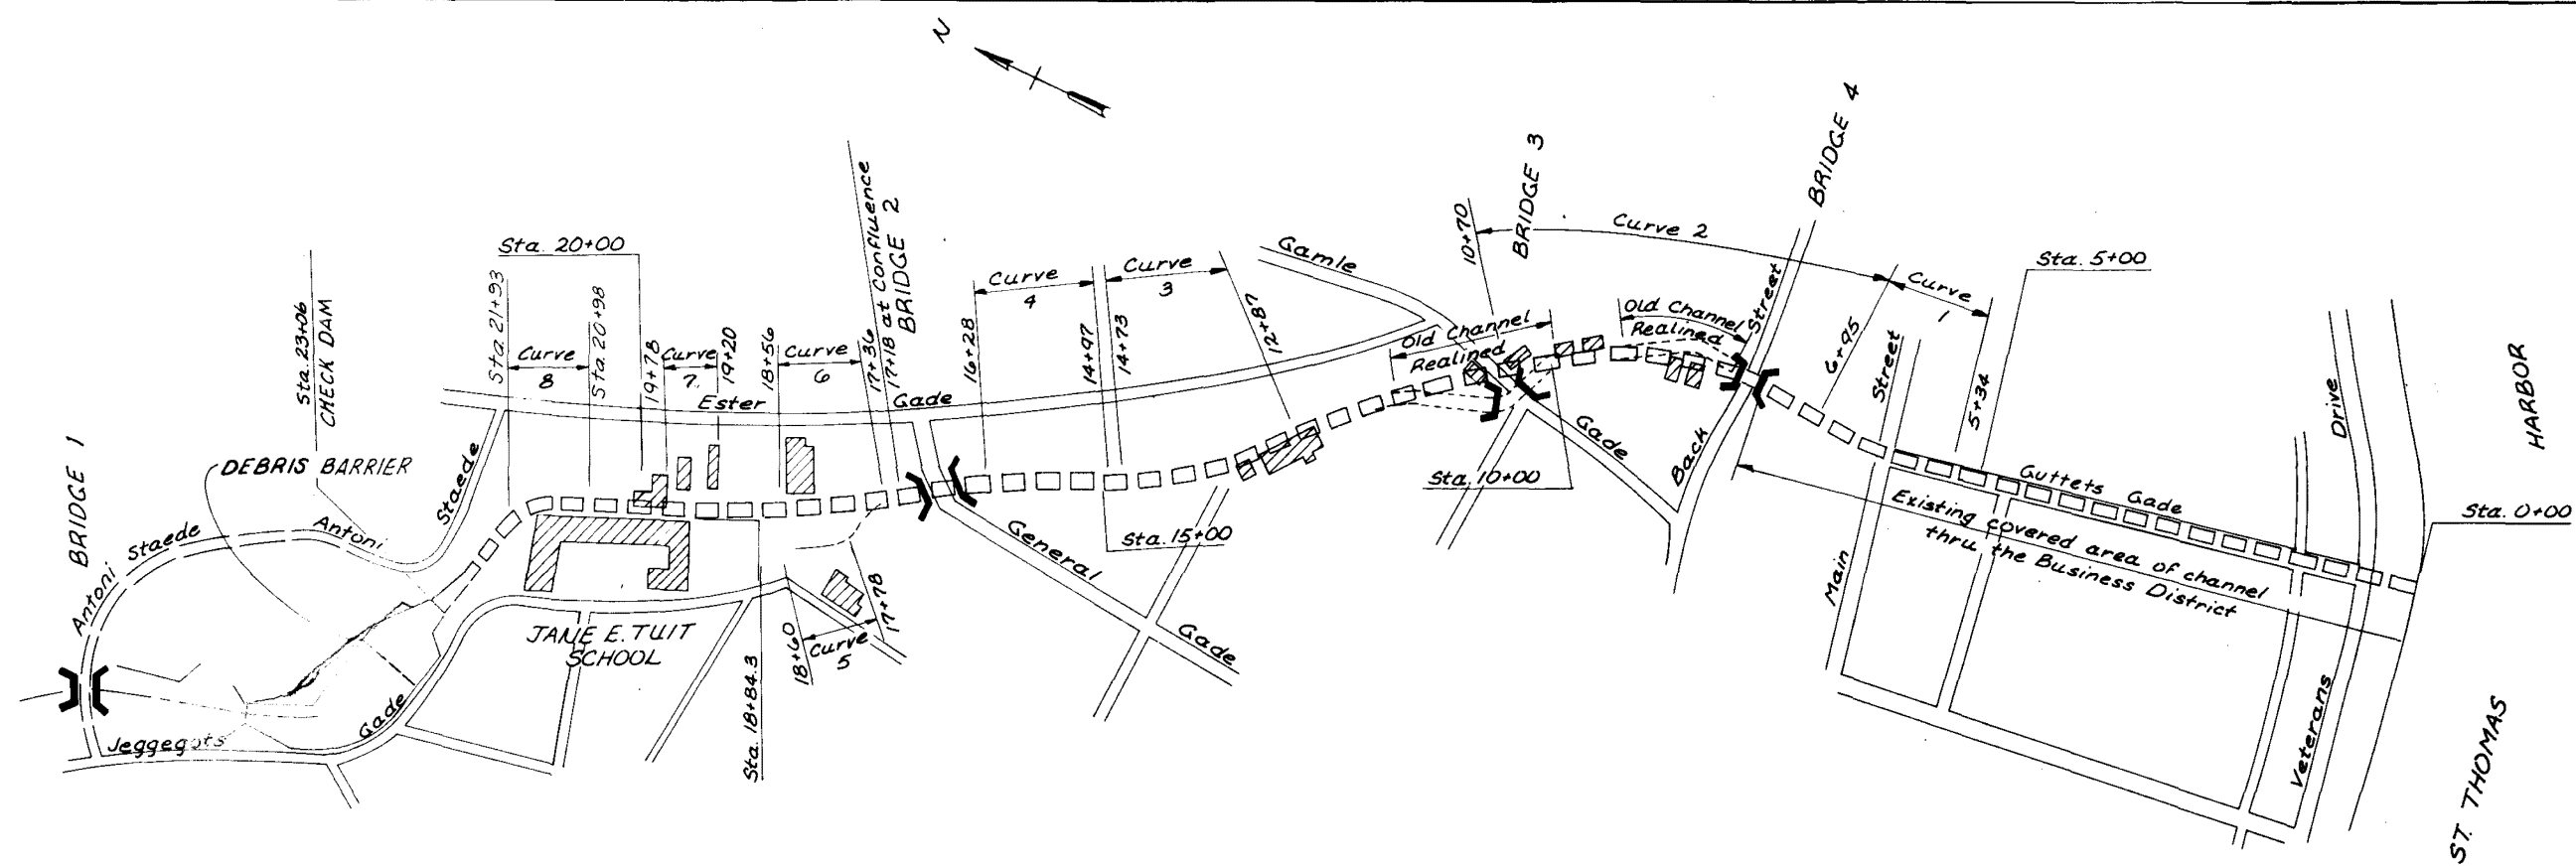 N
BRIDGE 1
DEBRIS BARRIER
Sta. 23+06
CHECK DAM
Sta 21+93
Curve
8
Sta. 20+98
Sta. 20+00
19+78
Curve
7
19+20
18+56
Curve
6
17+36
17+18 at Confluence
BRIDGE 2
16+28
Curve
4
14+97
14+73
Curve
3
12+87
Gamle
10+70
BRIDGE 3
Curve 2
BRIDGE 4
Old Channel
Realined
Old Channel
Realined
Street
6+95
Curve
1
Sta. 5+00
5+34
Street
Drive
HARBOR
Ester
Gade
Staede
Antoni
Staede
Antoni
Jeggegots
Gade
JANE E. TUIT
SCHOOL
Sta. 18+84.3
18+60
Curve
5
17+78
General
Gade
Sta. 15+00
Sta. 10+00
Gade
Back
Main
Guttets Gade
Existing covered area of channel
thru the Business District
Sta. 0+00
Veterans
ST. THOMAS